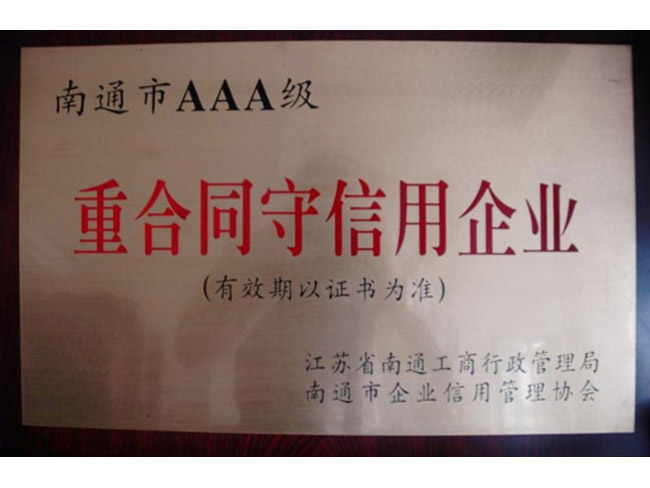 南通市AAA级
重合同守信用企业
(有效期以证书为准)
江苏省南通工商行政管理局
南通市企业信用管理协会